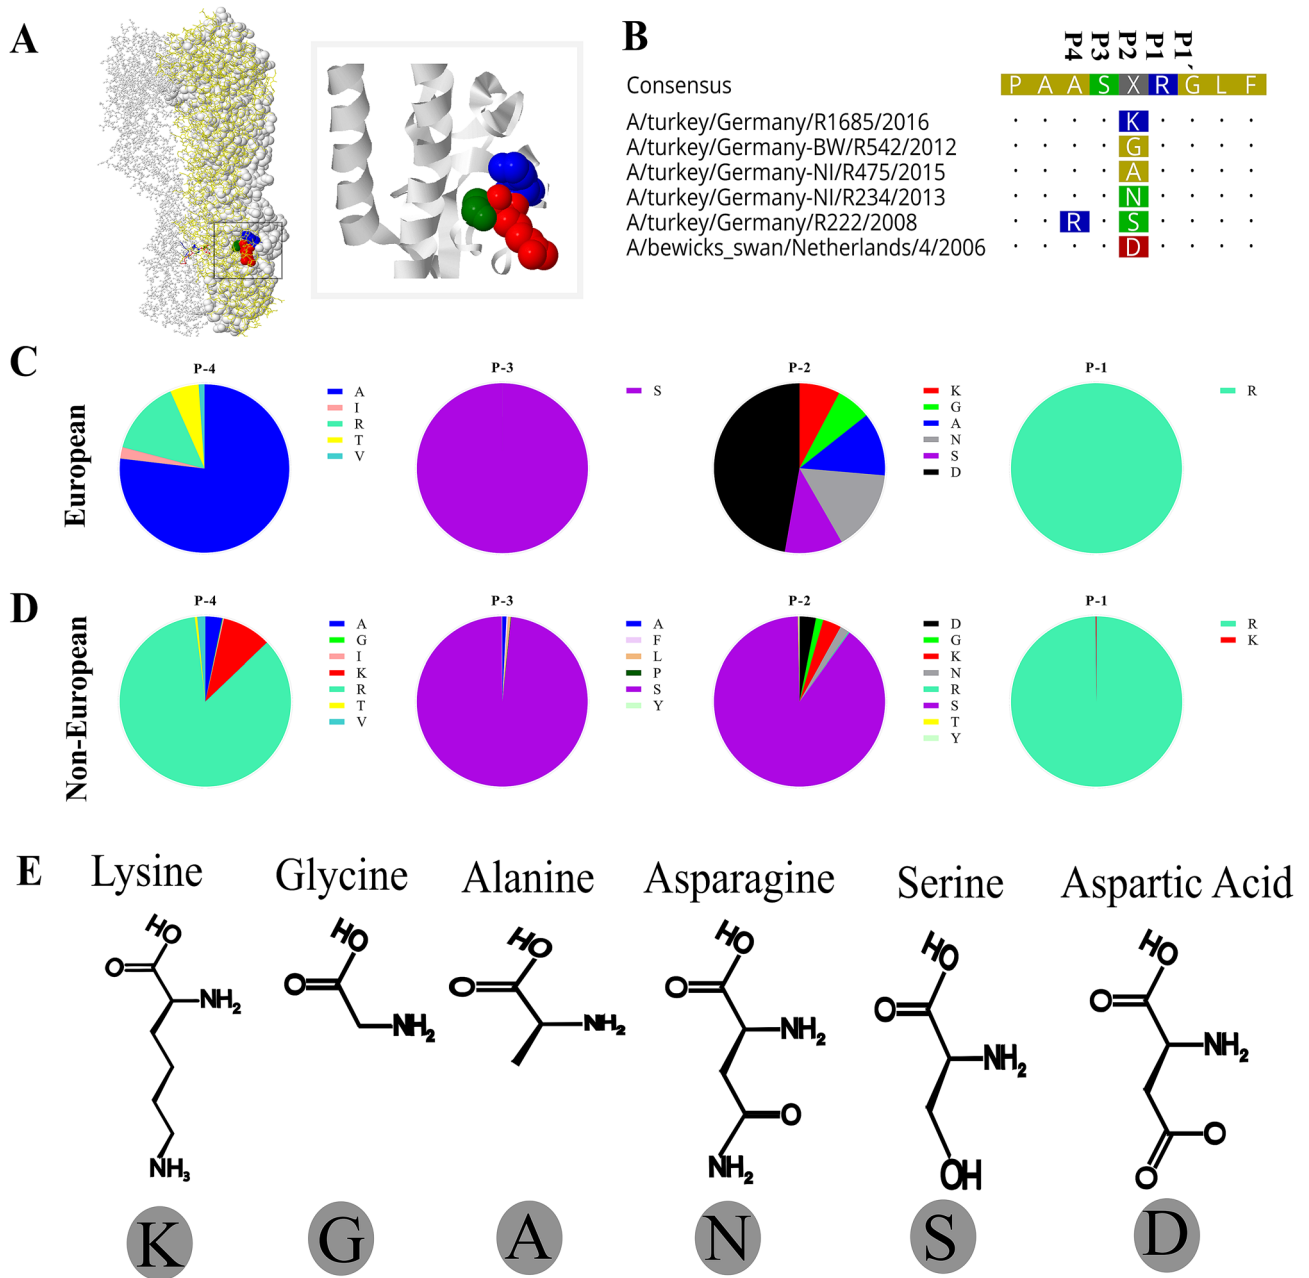 A
B
P4 P3 P2 P1 P1´
Consensus P A A S X R G L F
A/turkey/Germany/R1685/2016 · · · · K · · · ·
A/turkey/Germany-BW/R542/2012 · · · · G · · · ·
A/turkey/Germany-NI/R475/2015 · · · · A · · · ·
A/turkey/Germany-NI/R234/2013 · · · · N · · · ·
A/turkey/Germany/R222/2008 · · R · S · · · ·
A/bewicks_swan/Netherlands/4/2006 · · · · D · · · ·
C
European
P-4
A
I
R
T
V
P-3
S
P-2
K
G
A
N
S
D
P-1
R
D
Non-European
P-4
A
G
I
K
R
T
V
P-3
A
F
L
P
S
Y
P-2
D
G
K
N
R
S
T
Y
P-1
R
K
E
Lysine Glycine Alanine Asparagine Serine Aspartic Acid
HO
O
NH2
NH3
HO
O
NH2
HO
O
NH2
HO
O
NH2
O
NH2
HO
O
NH2
OH
HO
O
NH2
O
O
K G A N S D